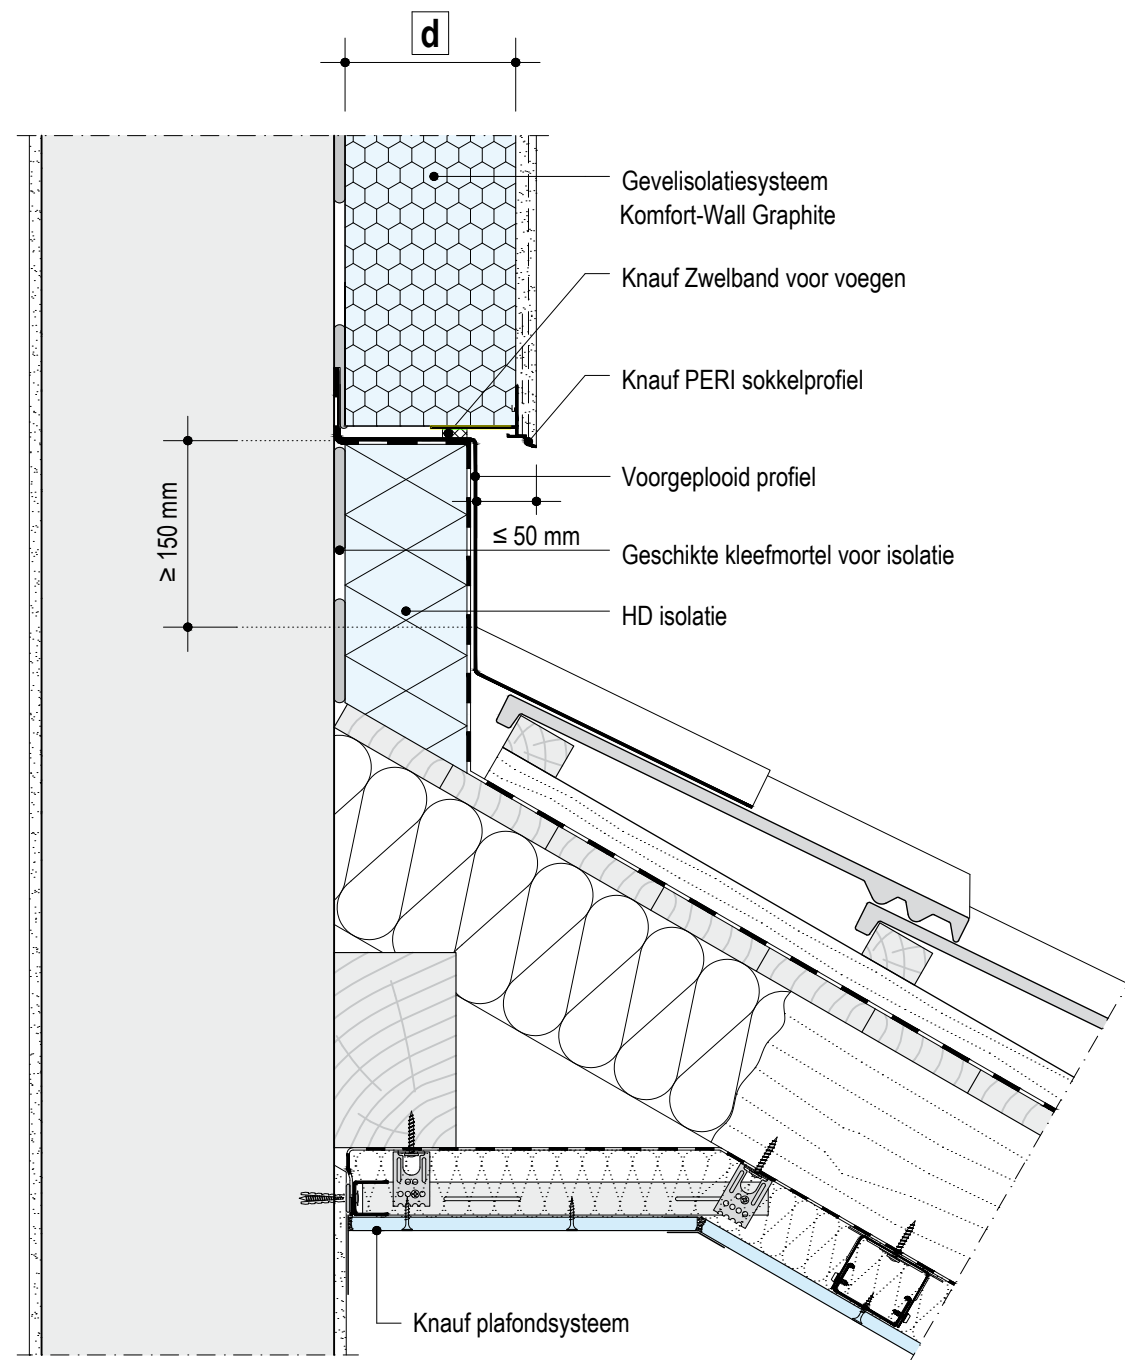 d
Gevelisolatiesysteem
Komfort-Wall Graphite
Knauf Zwelband voor voegen
Knauf PERI sokkelprofiel
Voorgeplooid profiel
≤ 50 mm
≥ 150 mm
Geschikte kleefmortel voor isolatie
HD isolatie
Knauf plafondsysteem